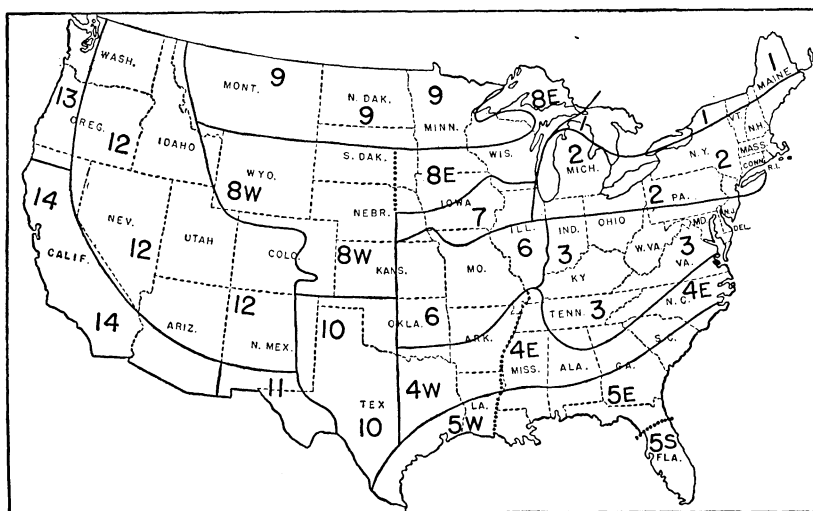 WASH.
MONT.
9
N. DAK.
9
9
MINN.
8E
1
MAINE
1
VT.
N.H.
13
OREG.
12
IDAHO
S. DAK.
WIS.
2
MICH.
N.Y.
2
MASS.
CONN.
R.I.
WYO.
8W
8E
IOWA
NEBR.
7
ILL.
IND.
OHIO
2
PA.
N.J.
MD.
DEL.
14
CALIF.
NEV.
12
UTAH
COLO.
8W
KANS.
MO.
6
3
KY
W.VA.
3
VA.
14
ARIZ.
12
N. MEX.
10
OKLA.
6
ARK.
TENN.
3
N.C.
4E
S.C.
11
TEX
10
4W
LA.
5W
4E
MISS.
ALA.
GA.
5E
5S
FLA.